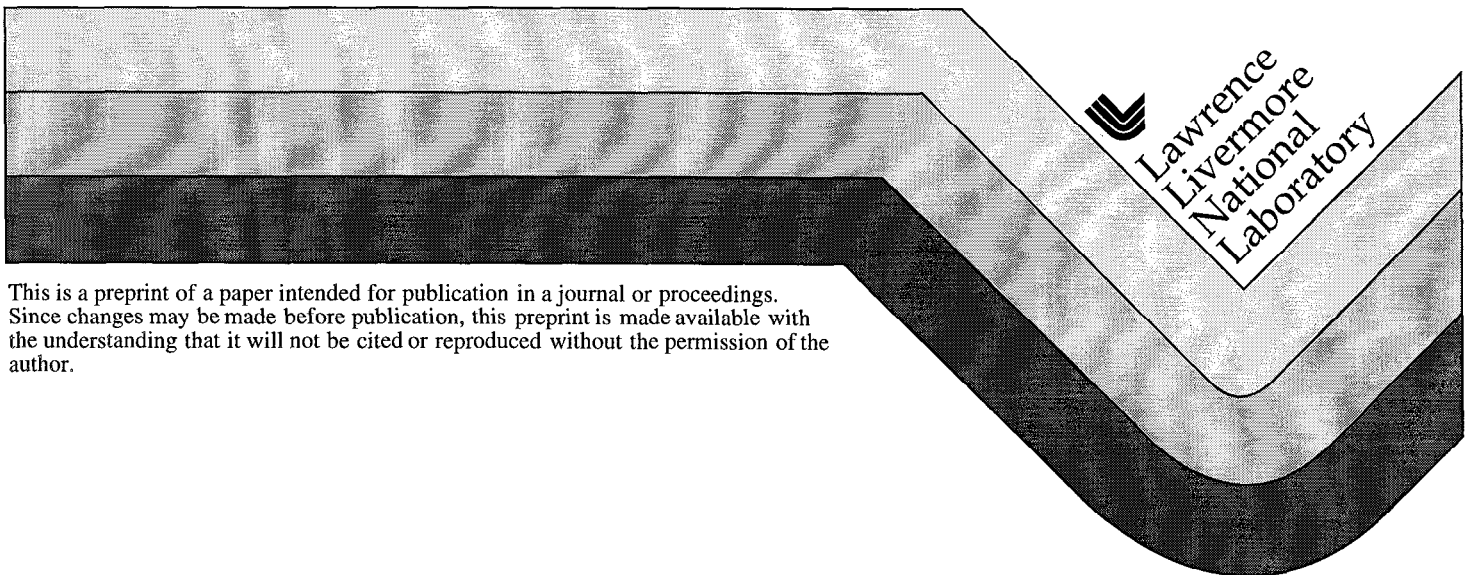 Lawrence
Livermore
National
Laboratory
This is a preprint of a paper intended for publication in a journal or proceedings.
Since changes may be made before publication, this preprint is made available with
the understanding that it will not be cited or reproduced without the permission of the
author.